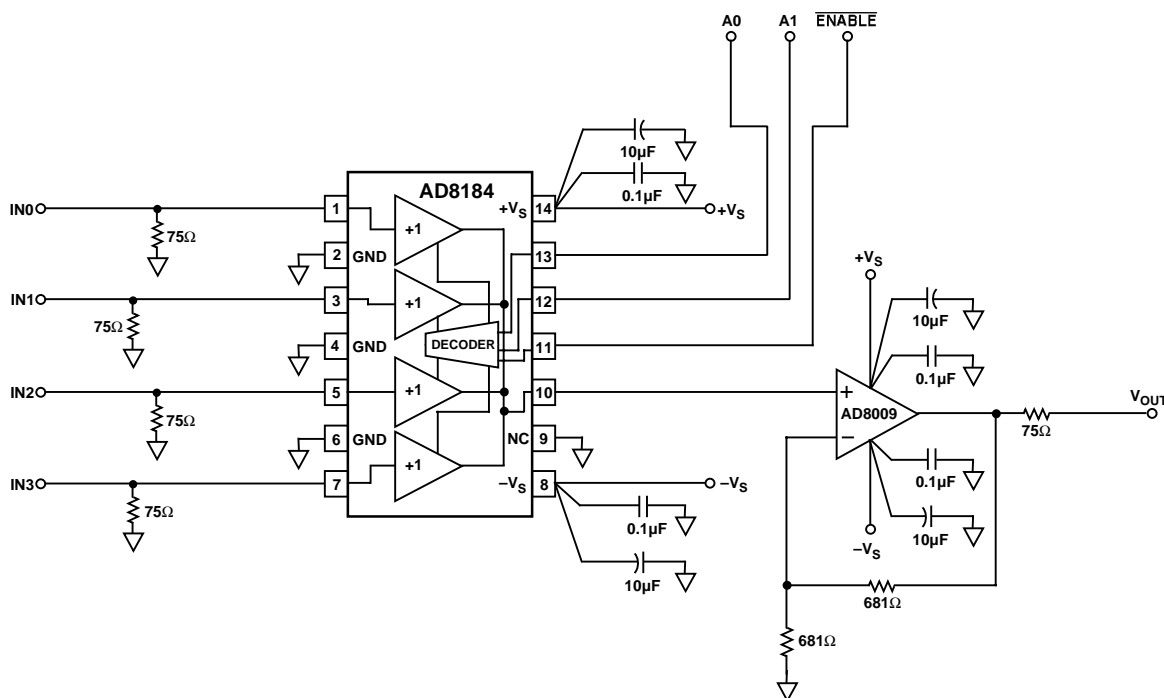 A0
A1
ENABLE
10µF
0.1µF
+VS
AD8184
IN0
75Ω
1
+1
+VS
14
2
GND
13
IN1
75Ω
3
+1
12
4
GND
DECODER
11
IN2
75Ω
5
+1
10
6
GND
NC
9
IN3
75Ω
7
+1
–VS
8
–VS
0.1µF
10µF
+VS
10µF
0.1µF
+
AD8009
–
VOUT
75Ω
0.1µF
10µF
–VS
681Ω
681Ω